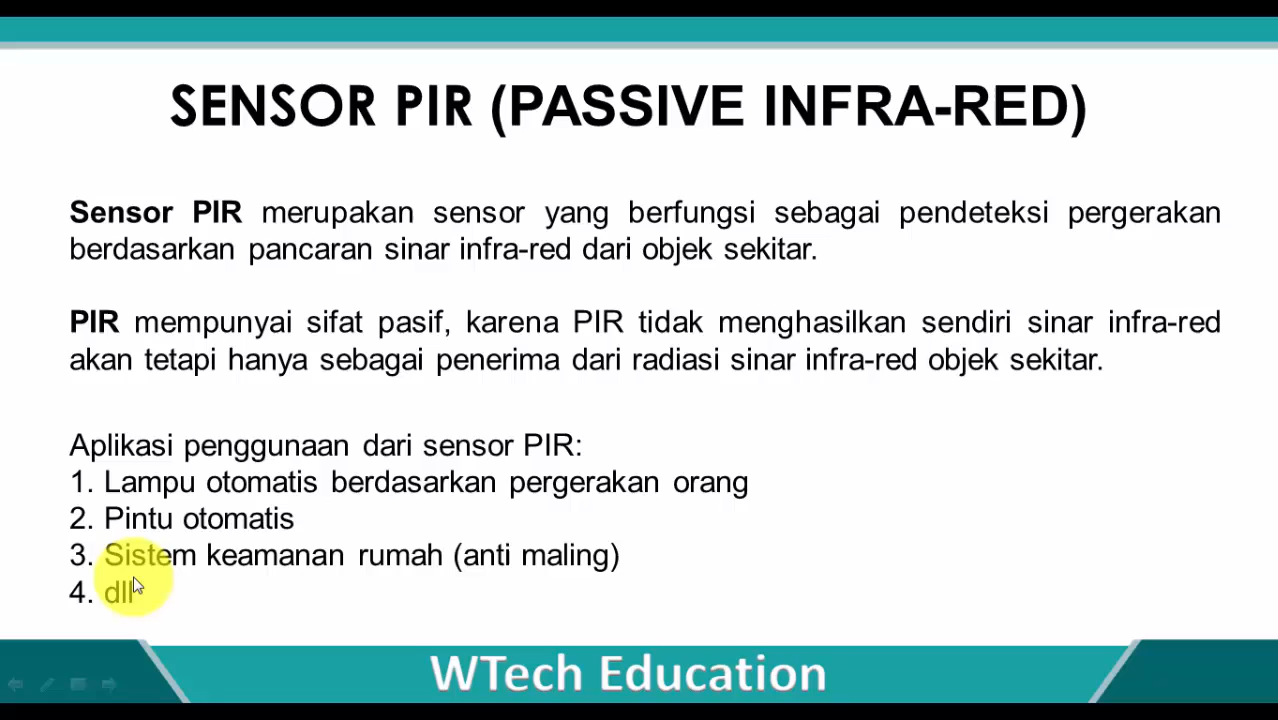 SENSOR PIR (PASSIVE INFRA-RED)
Sensor PIR merupakan sensor yang berfungsi sebagai pendeteksi pergerakan
berdasarkan pancaran sinar infra-red dari objek sekitar.
PIR mempunyai sifat pasif, karena PIR tidak menghasilkan sendiri sinar infra-red
akan tetapi hanya sebagai penerima dari radiasi sinar infra-red objek sekitar.
Aplikasi penggunaan dari sensor PIR:
1. Lampu otomatis berdasarkan pergerakan orang
2. Pintu otomatis
3. Sistem keamanan rumah (anti maling)
4. dll
WTech Education